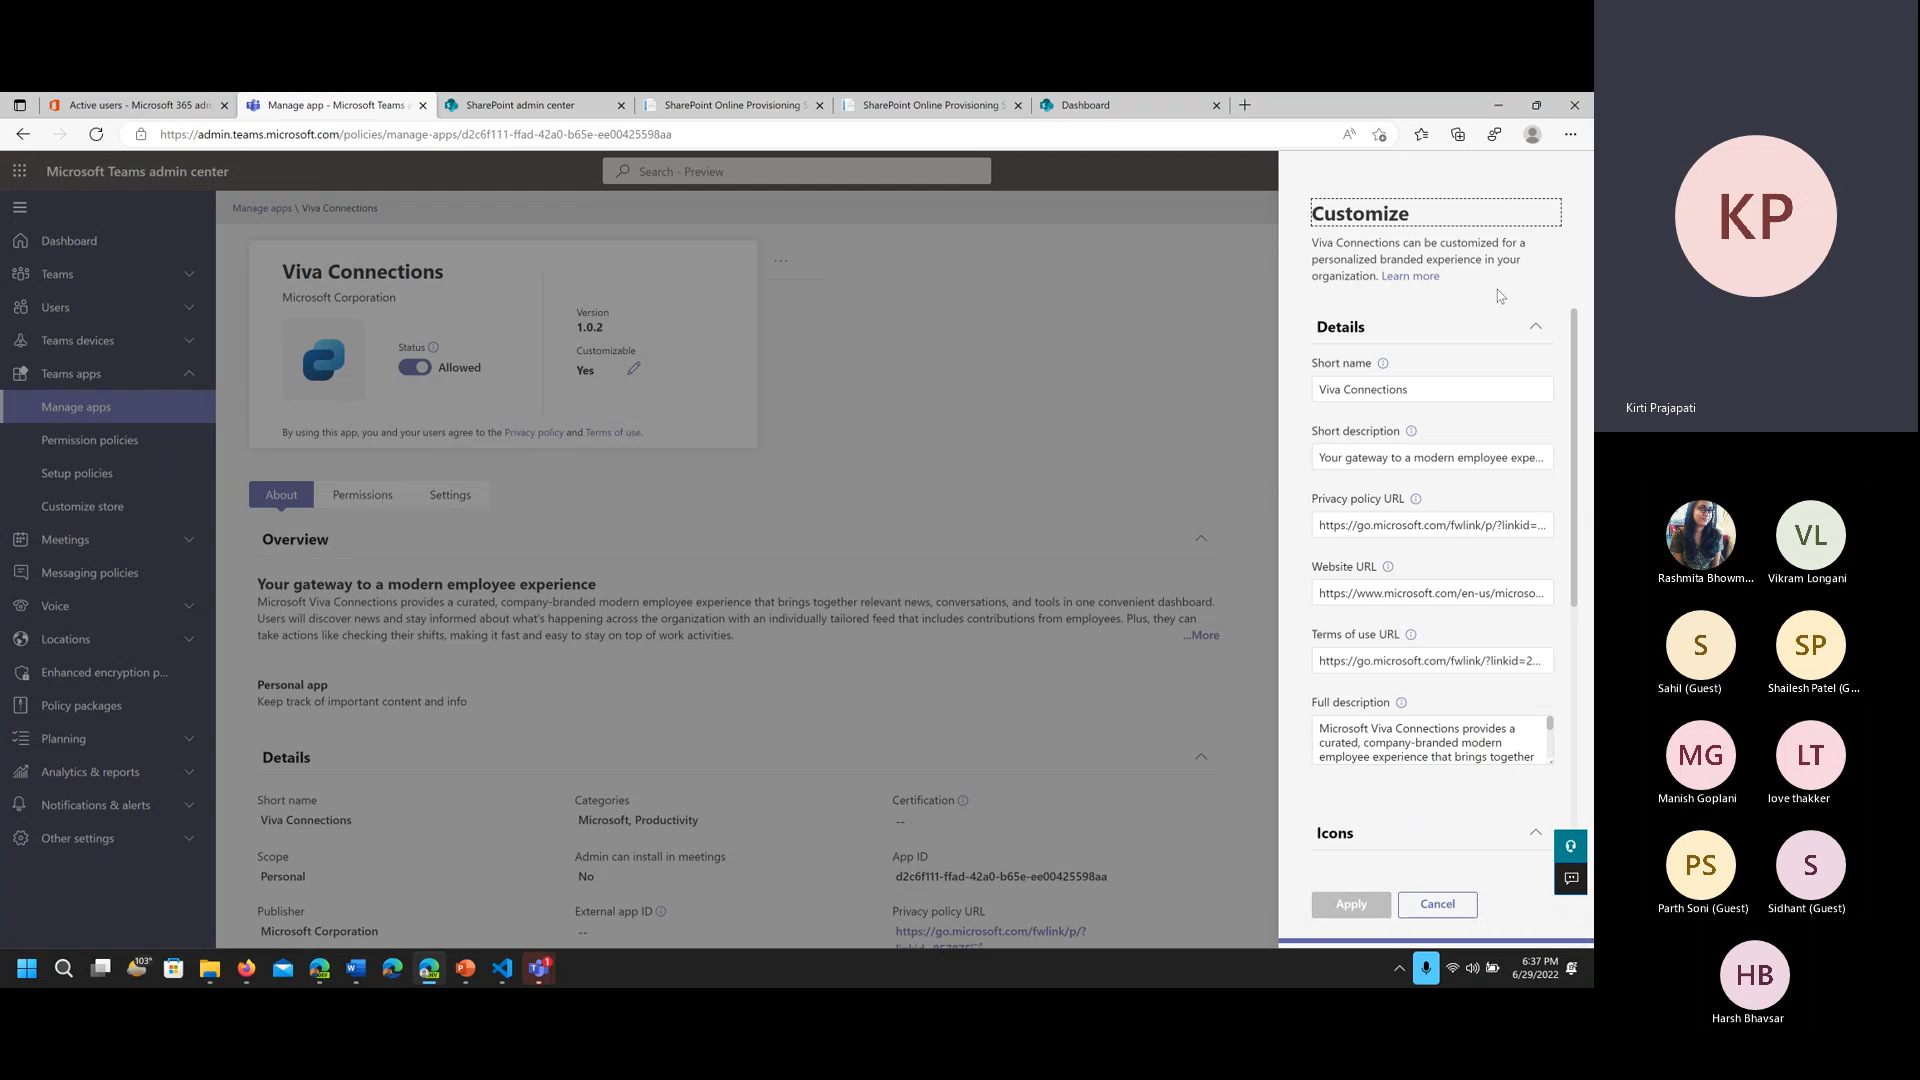 Active users - Microsoft 365 adm
Manage app - Microsoft Teams a
SharePoint admin center
SharePoint Online Provisioning S
SharePoint Online Provisioning S
Dashboard
https://admin.teams.microsoft.com/policies/manage-apps/d2c6f111-ffad-42a0-b65e-ee00425598aa
Microsoft Teams admin center
Search - Preview
Dashboard
Teams
Users
Teams devices
Teams apps
Manage apps
Permission policies
Setup policies
Customize store
Meetings
Messaging policies
Voice
Locations
Enhanced encryption p...
Policy packages
Planning
Analytics & reports
Notifications & alerts
Other settings
Manage apps \ Viva Connections
Viva Connections
Microsoft Corporation
Status
Allowed
Version
1.0.2
Customizable
Yes
By using this app, you and your users agree to the Privacy policy and Terms of use.
About
Permissions
Settings
Overview
Your gateway to a modern employee experience
Microsoft Viva Connections provides a curated, company-branded modern employee experience that brings together relevant news, conversations, and tools in one convenient dashboard.
Users will discover news and stay informed about what's happening across the organization with an individually tailored feed that includes contributions from employees. Plus, they can
take actions like checking their shifts, making it fast and easy to stay on top of work activities.
...More
Personal app
Keep track of important content and info
Details
Short name
Viva Connections
Categories
Microsoft, Productivity
Certification
--
Scope
Personal
Admin can install in meetings
No
App ID
d2c6f111-ffad-42a0-b65e-ee00425598aa
Publisher
Microsoft Corporation
External app ID
--
Privacy policy URL
https://go.microsoft.com/fwlink/p/?
Customize
Viva Connections can be customized for a
personalized branded experience in your
organization. Learn more
Details
Short name
Viva Connections
Short description
Your gateway to a modern employee expe...
Privacy policy URL
https://go.microsoft.com/fwlink/p/?linkid=...
Website URL
https://www.microsoft.com/en-us/microso...
Terms of use URL
https://go.microsoft.com/fwlink/?linkid=2...
Full description
Microsoft Viva Connections provides a
curated, company-branded modern
employee experience that brings together
Icons
Apply
Cancel
103°
1
6:37 PM
6/29/2022
KP
Kirti Prajapati
Rashmita Bhowm...
VL
Vikram Longani
S
Sahil (Guest)
SP
Shailesh Patel (G...
MG
Manish Goplani
LT
love thakker
PS
Parth Soni (Guest)
S
Sidhant (Guest)
HB
Harsh Bhavsar